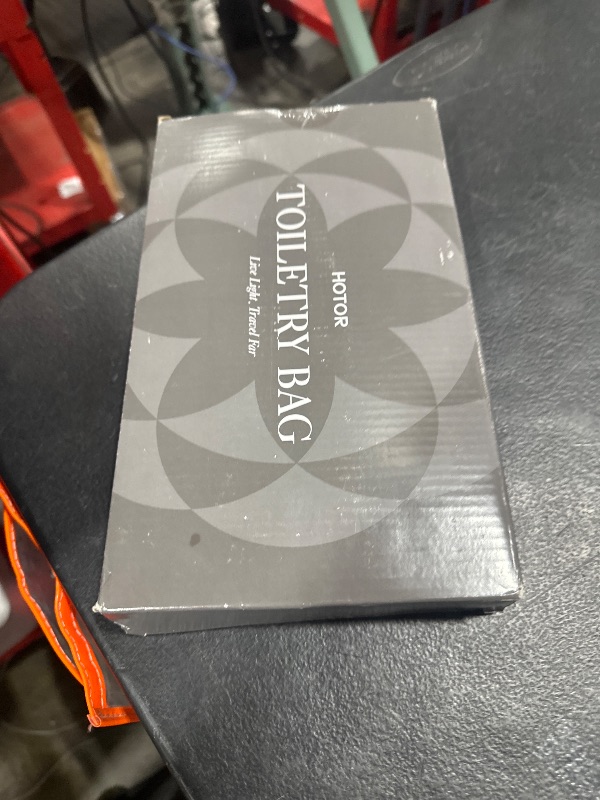 HOTOR
TOILETRY BAG
Live Light, Travel Far